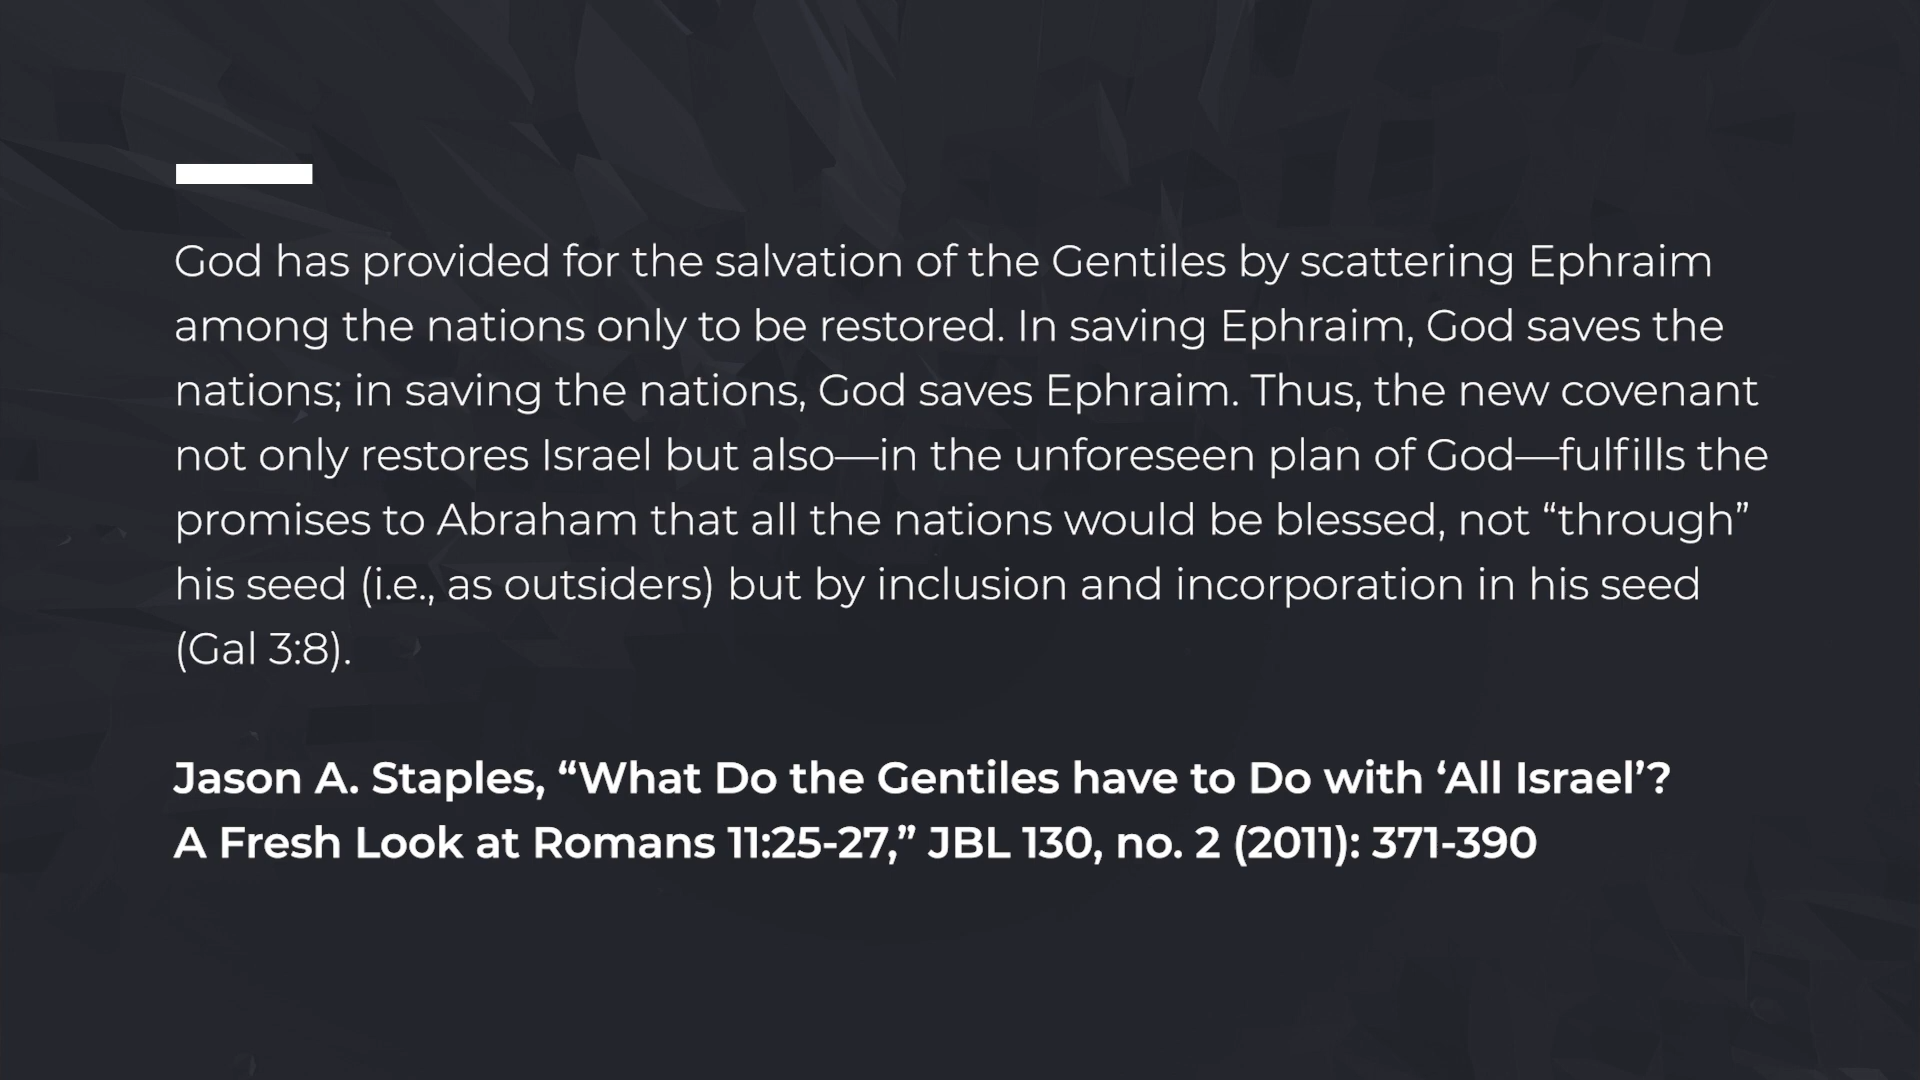 God has provided for the salvation of the Gentiles by scattering Ephraim
among the nations only to be restored. In saving Ephraim, God saves the
nations; in saving the nations, God saves Ephraim. Thus, the new covenant
not only restores Israel but also—in the unforeseen plan of God—fulfills the
promises to Abraham that all the nations would be blessed, not “through”
his seed (i.e., as outsiders) but by inclusion and incorporation in his seed
(Gal 3:8).
Jason A. Staples, “What Do the Gentiles have to Do with ‘All Israel’?
A Fresh Look at Romans 11:25-27,” JBL 130, no. 2 (2011): 371-390